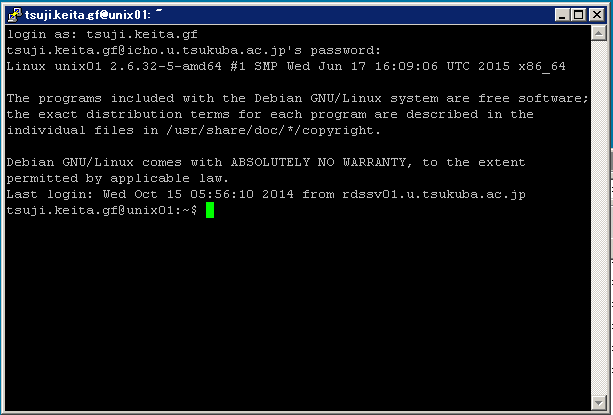 tsuji.keita.gf@unix01: ~
login as: tsuji.keita.gf
tsuji.keita.gf@icho.u.tsukuba.ac.jp's password:
Linux unix01 2.6.32-5-amd64 #1 SMP Wed Jun 17 16:09:06 UTC 2015 x86_64
The programs included with the Debian GNU/Linux system are free software;
the exact distribution terms for each program are described in the
individual files in /usr/share/doc/*/copyright.
Debian GNU/Linux comes with ABSOLUTELY NO WARRANTY, to the extent
permitted by applicable law.
Last login: Wed Oct 15 05:56:10 2014 from rdssv01.u.tsukuba.ac.jp
tsuji.keita.gf@unix01:~$